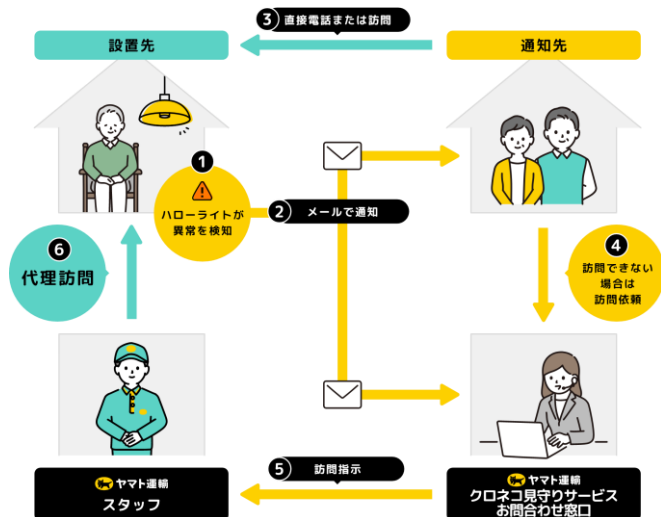 3 直接電話または訪問
設置先
通知先
1
ハローライトが
異常を検知
2 メールで通知
6
代理訪問
4
訪問できない
場合は
訪問依頼
5 訪問指示
ヤマト運輸
スタッフ
ヤマト運輸
クロネコ見守りサービス
お問合わせ窓口